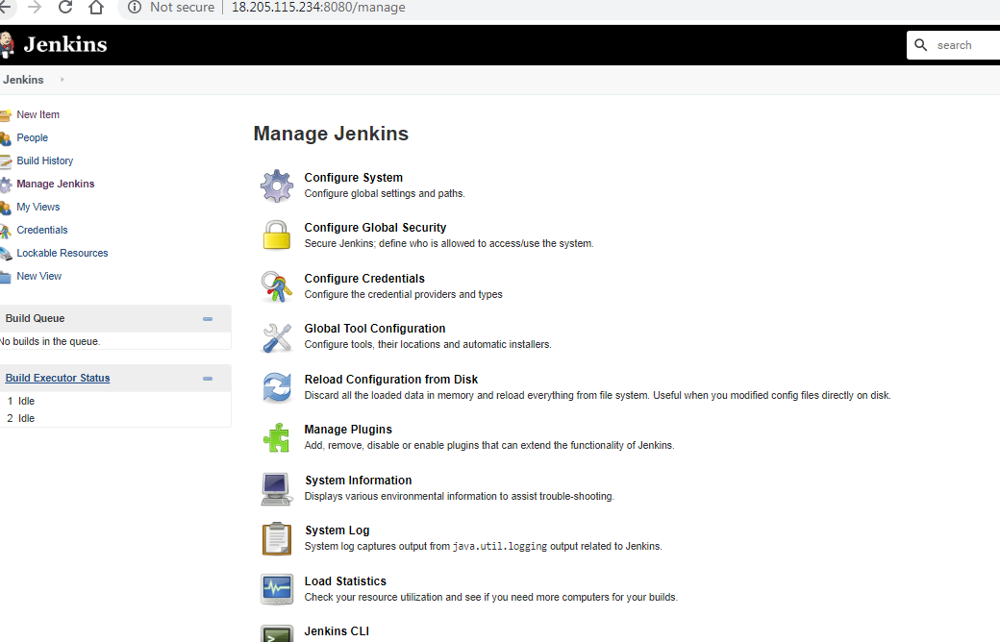 Not secure | 18.205.115.234:8080/manage
Jenkins
search
Jenkins
New Item
People
Build History
Manage Jenkins
My Views
Credentials
Lockable Resources
New View
Build Queue
No builds in the queue.
Build Executor Status
1 Idle
2 Idle
Manage Jenkins
Configure System
Configure global settings and paths.
Configure Global Security
Secure Jenkins; define who is allowed to access/use the system.
Configure Credentials
Configure the credential providers and types
Global Tool Configuration
Configure tools, their locations and automatic installers.
Reload Configuration from Disk
Discard all the loaded data in memory and reload everything from file system. Useful when you modified config files directly on disk.
Manage Plugins
Add, remove, disable or enable plugins that can extend the functionality of Jenkins.
System Information
Displays various environmental information to assist trouble-shooting.
System Log
System log captures output from java.util.logging output related to Jenkins.
Load Statistics
Check your resource utilization and see if you need more computers for your builds.
Jenkins CLI